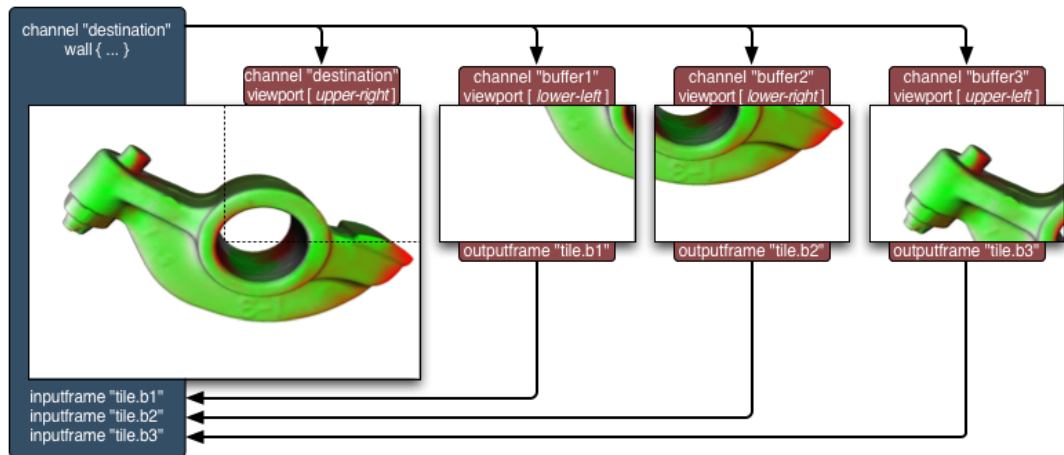 channel "destination"
wall { ... }
channel "destination"
viewport [ upper-right ]
channel "buffer1"
viewport [ lower-left ]
channel "buffer2"
viewport [ lower-right ]
channel "buffer3"
viewport [ upper-left ]
outputframe "tile.b1"
outputframe "tile.b2"
outputframe "tile.b3"
inputframe "tile.b1"
inputframe "tile.b2"
inputframe "tile.b3"